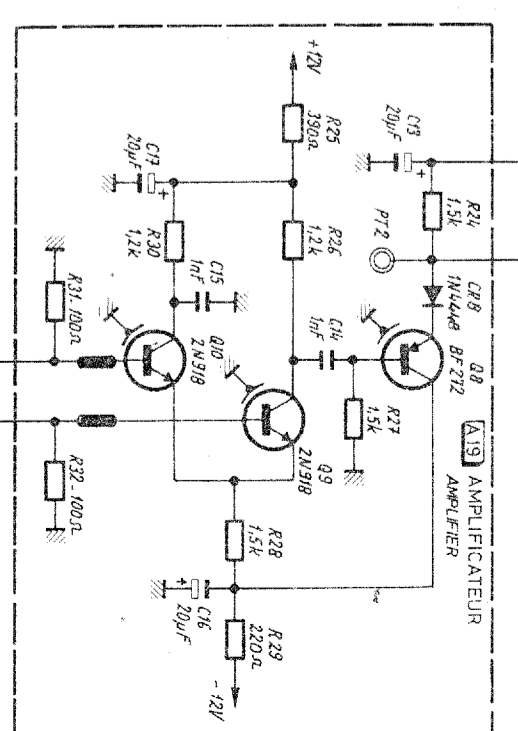 +12V
R25
390Ω
C13
20µF
+
R24
1,5k
PT2
CR8
1N4448
Q8
BF272
A19 AMPLIFICATEUR
AMPLIFIER
C17
20µF
+
R30
1,2k
R26
1,2k
C15
1nF
C14
1nF
R27
1,5k
R31-100Ω
Q10
2N918
Q9
2N918
R32-100Ω
R28
1,5k
C16
20µF
+
R29
220Ω
-12V